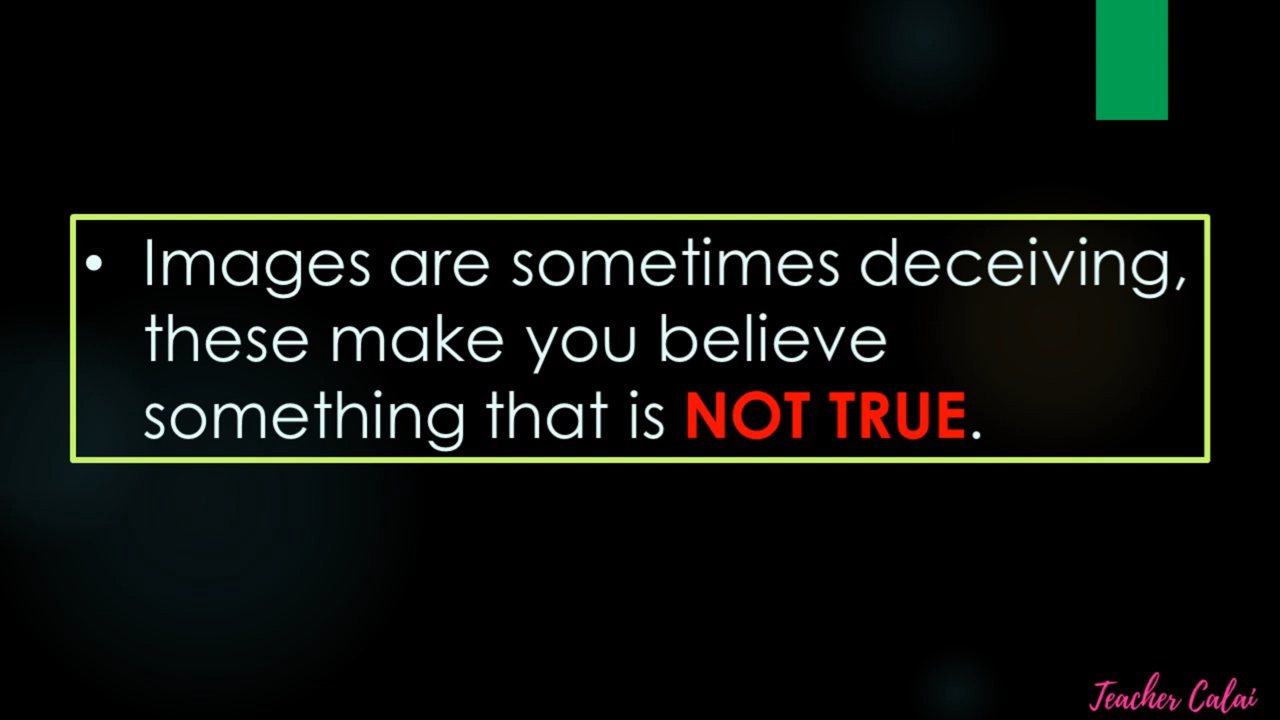 • Images are sometimes deceiving,
these make you believe
something that is NOT TRUE.
Teacher Calai